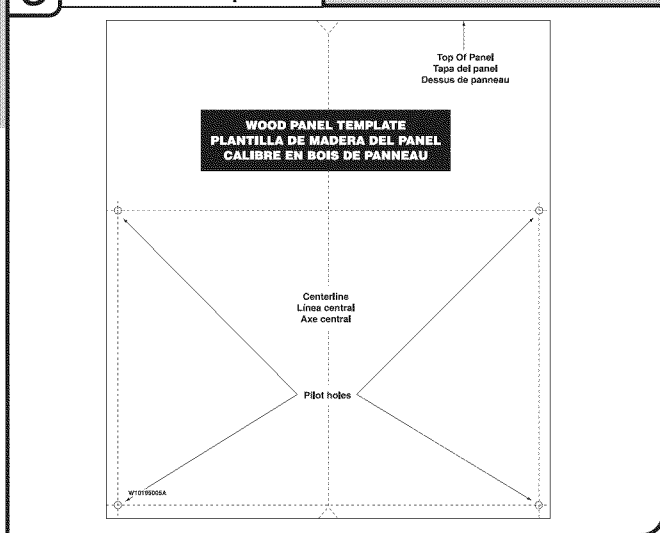 Top Of Panel
Tapa del panel
Dessus de panneau
WOOD PANEL TEMPLATE
PLANTILLA DE MADERA DEL PANEL
CALIBRE EN BOIS DE PANNEAU
Centerline
Línea central
Axe central
Pilot holes
W10195005A